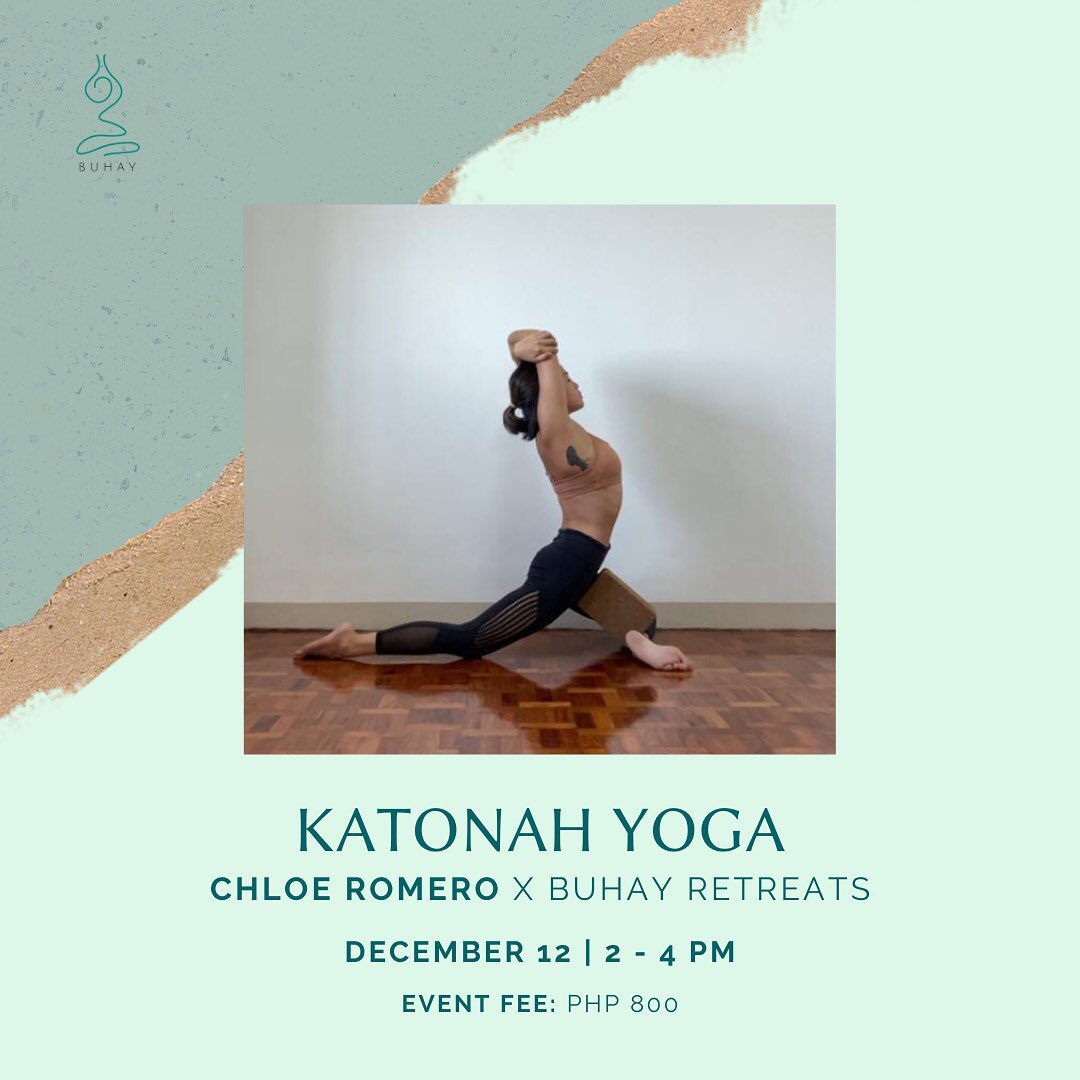 BUHAY
KATONAH YOGA
CHLOE ROMERO X BUHAY RETREATS
DECEMBER 12 | 2 - 4 PM
EVENT FEE: PHP 800